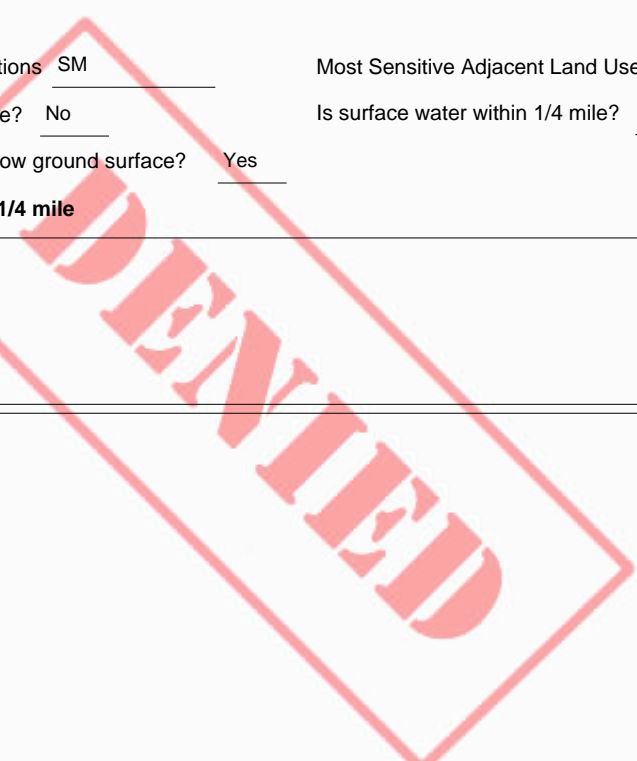 tions SM Most Sensitive Adjacent Land Use
e? No Is surface water within 1/4 mile?
ow ground surface? Yes
1/4 mile
DENIED